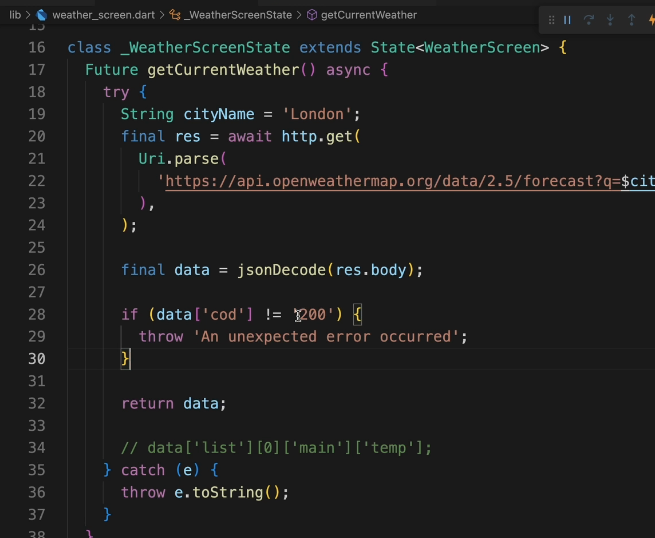 lib > weather_screen.dart > _WeatherScreenState > getCurrentWeather
15
16 class _WeatherScreenState extends State<WeatherScreen> {
17 Future getCurrentWeather() async {
18 try {
19 String cityName = 'London';
20 final res = await http.get(
21 Uri.parse(
22 'https://api.openweathermap.org/data/2.5/forecast?q=$cit
23 ),
24 );
25
26 final data = jsonDecode(res.body);
27
28 if (data['cod'] != '200') {
29 throw 'An unexpected error occurred';
30 }
31
32 return data;
33
34 // data['list'][0]['main']['temp'];
35 } catch (e) {
36 throw e.toString();
37 }
38 }